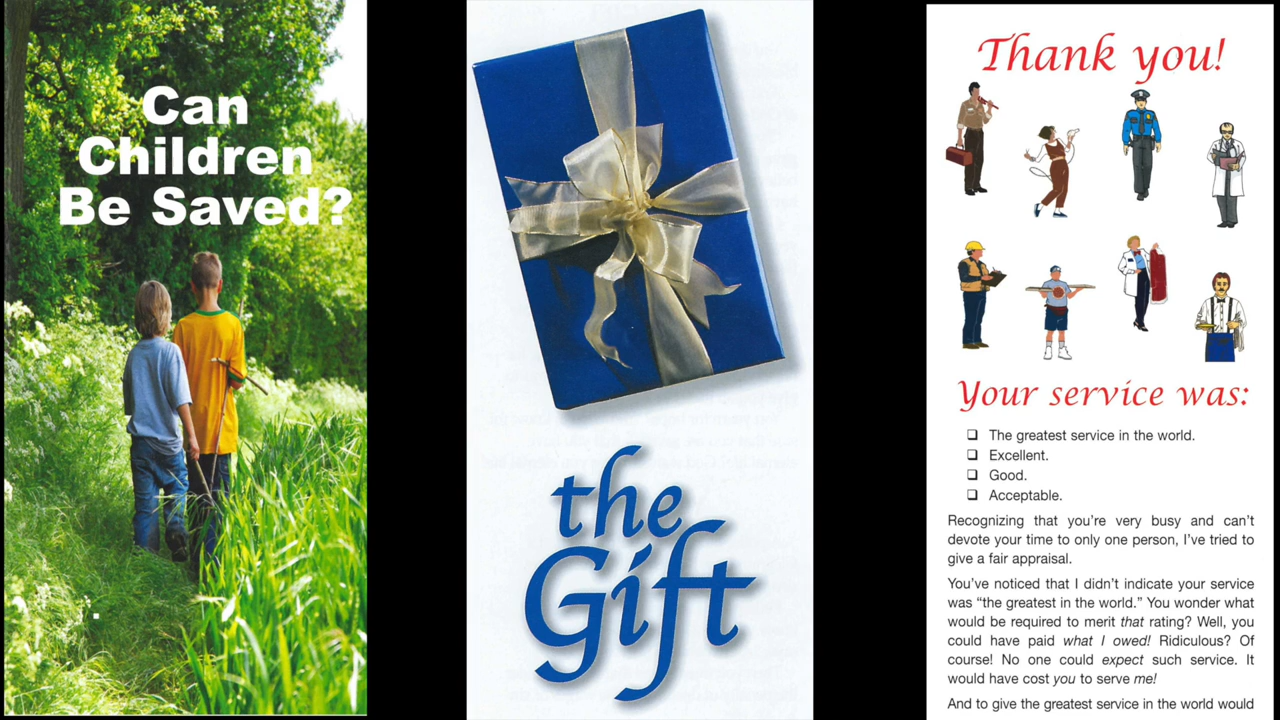 Can
Children
Be Saved?
the
Gift
Thank you!
Your service was:
❑ The greatest service in the world.
❑ Excellent.
❑ Good.
❑ Acceptable.
Recognizing that you're very busy and can't
devote your time to only one person, I've tried to
give a fair appraisal.
You've noticed that I didn't indicate your service
was “the greatest in the world.” You wonder what
would be required to merit that rating? Well, you
could have paid what I owed! Ridiculous? Of
course! No one could expect such service. It
would have cost you to serve me!
And to give the greatest service in the world would